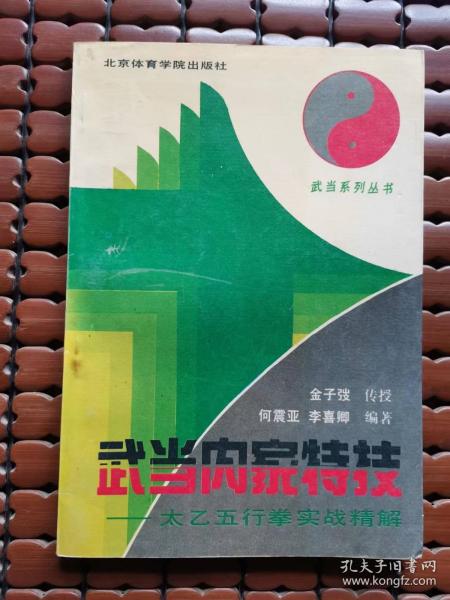 北京体育学院出版社
武当系列丛书
金子弢 传授
何震亚 李喜卿 编著
武当内家特技
——太乙五行拳实战精解
孔夫子旧书网
www.kongfz.com